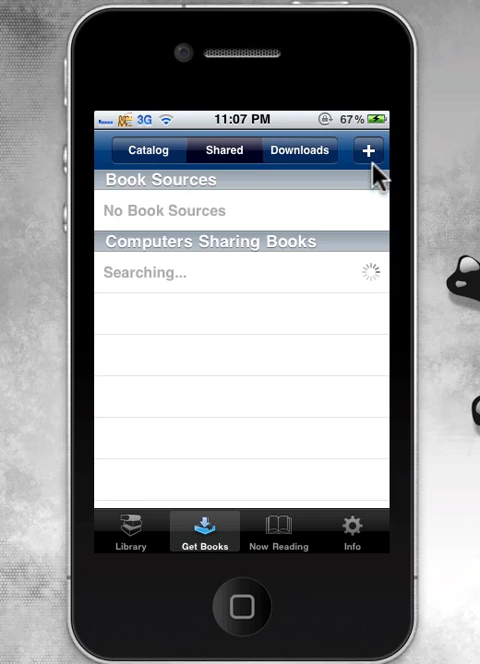 3G 11:07 PM 67%
Catalog Shared Downloads +
Book Sources
No Book Sources
Computers Sharing Books
Searching...
Library Get Books Now Reading Info